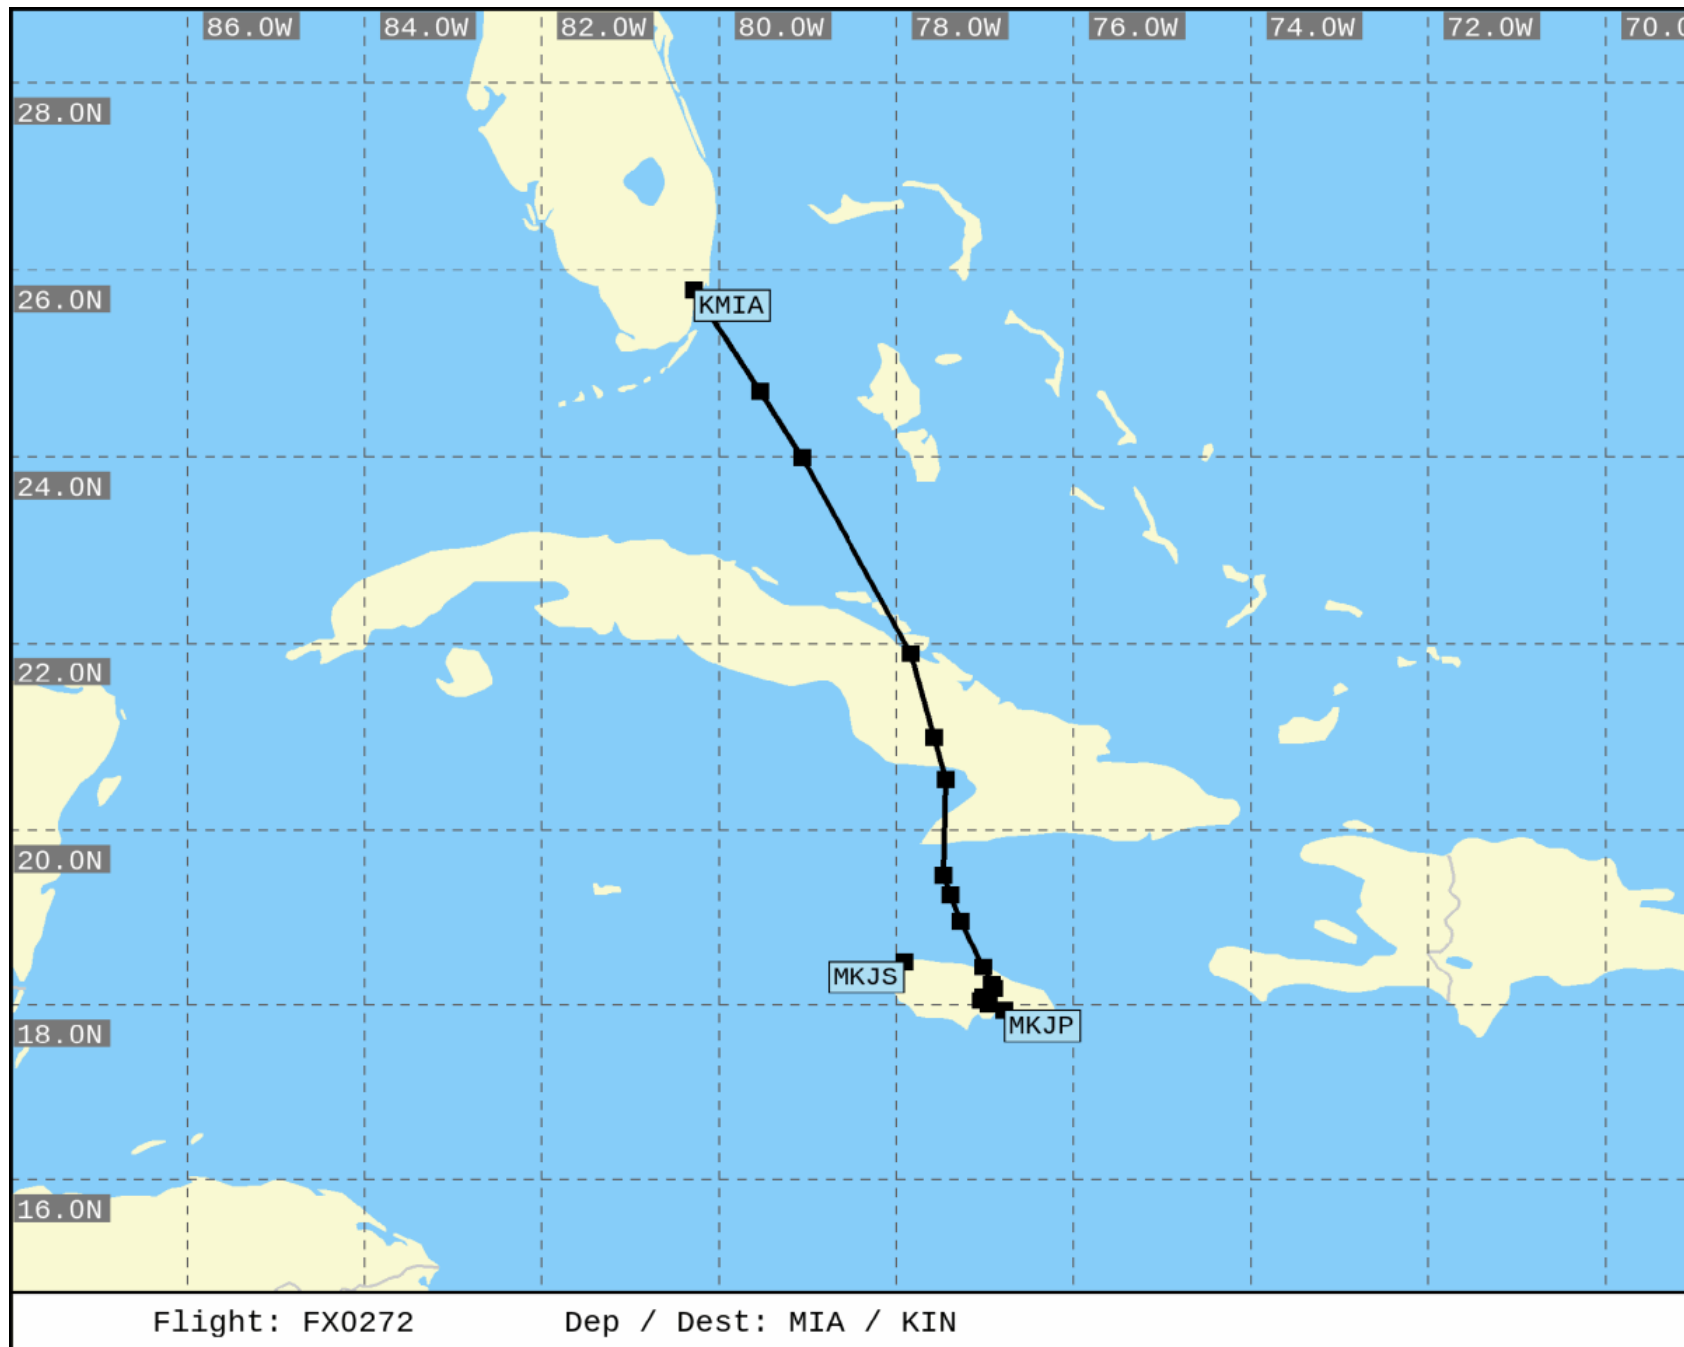 86.0W 84.0W 82.0W 80.0W 78.0W 76.0W 74.0W 72.0W 70.0
28.0N
26.0N
KMIA
24.0N
22.0N
20.0N
MKJS
18.0N
MKJP
16.0N
Flight: FX0272 Dep / Dest: MIA / KIN